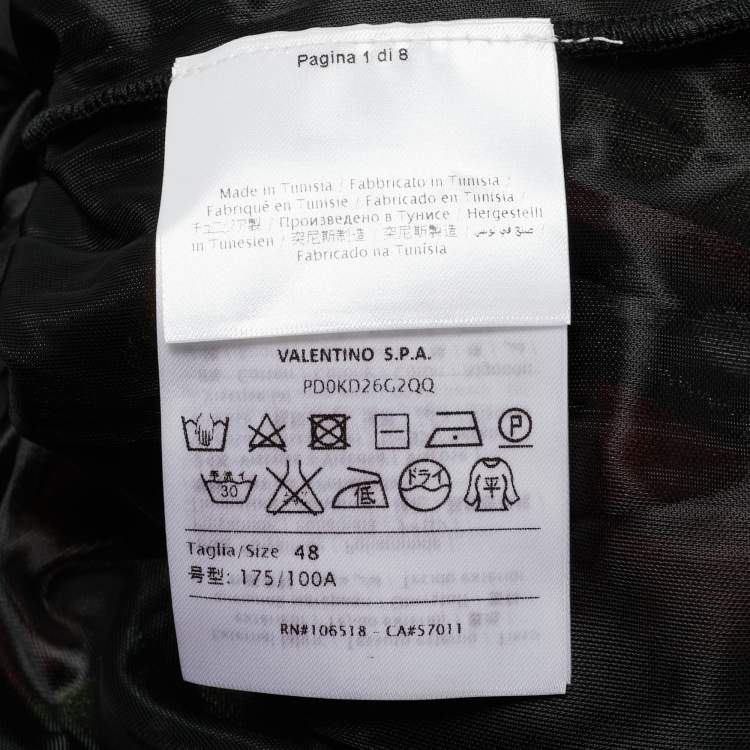 Pagina 1 di 8
Made in Tunisia / Fabbricato in Tunisia /
Fabriqué en Tunisie / Fabricado en Tunisia /
チュニジア製 / Произведено в Тунисе / Hergestellt
in Tunesien / 突尼斯制造 / 突尼斯製造 / صنع في تونس /
Fabricado na Tunísia
VALENTINO S.P.A.
PD0KD26G2QQ
P
手洗イ 30 低 ドライ 平
Taglia/Size 48
号型: 175/100A
RN#106518 - CA#57011